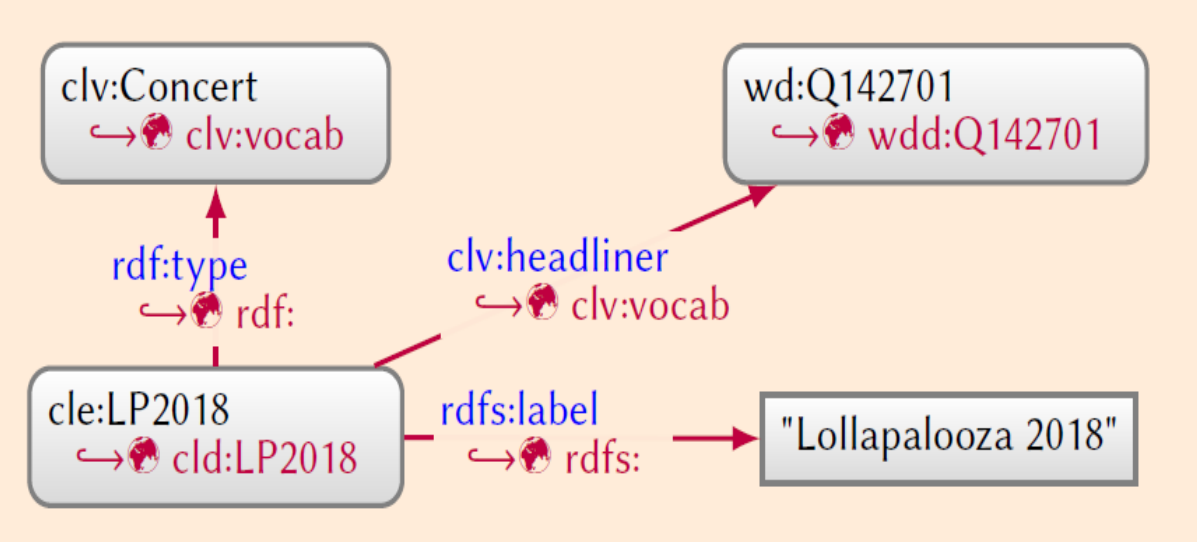 clv:Concert
↪ clv:vocab
wd:Q142701
↪ wdd:Q142701
rdf:type
↪ rdf:
clv:headliner
↪ clv:vocab
cle:LP2018
↪ cld:LP2018
rdfs:label
↪ rdfs:
"Lollapalooza 2018"